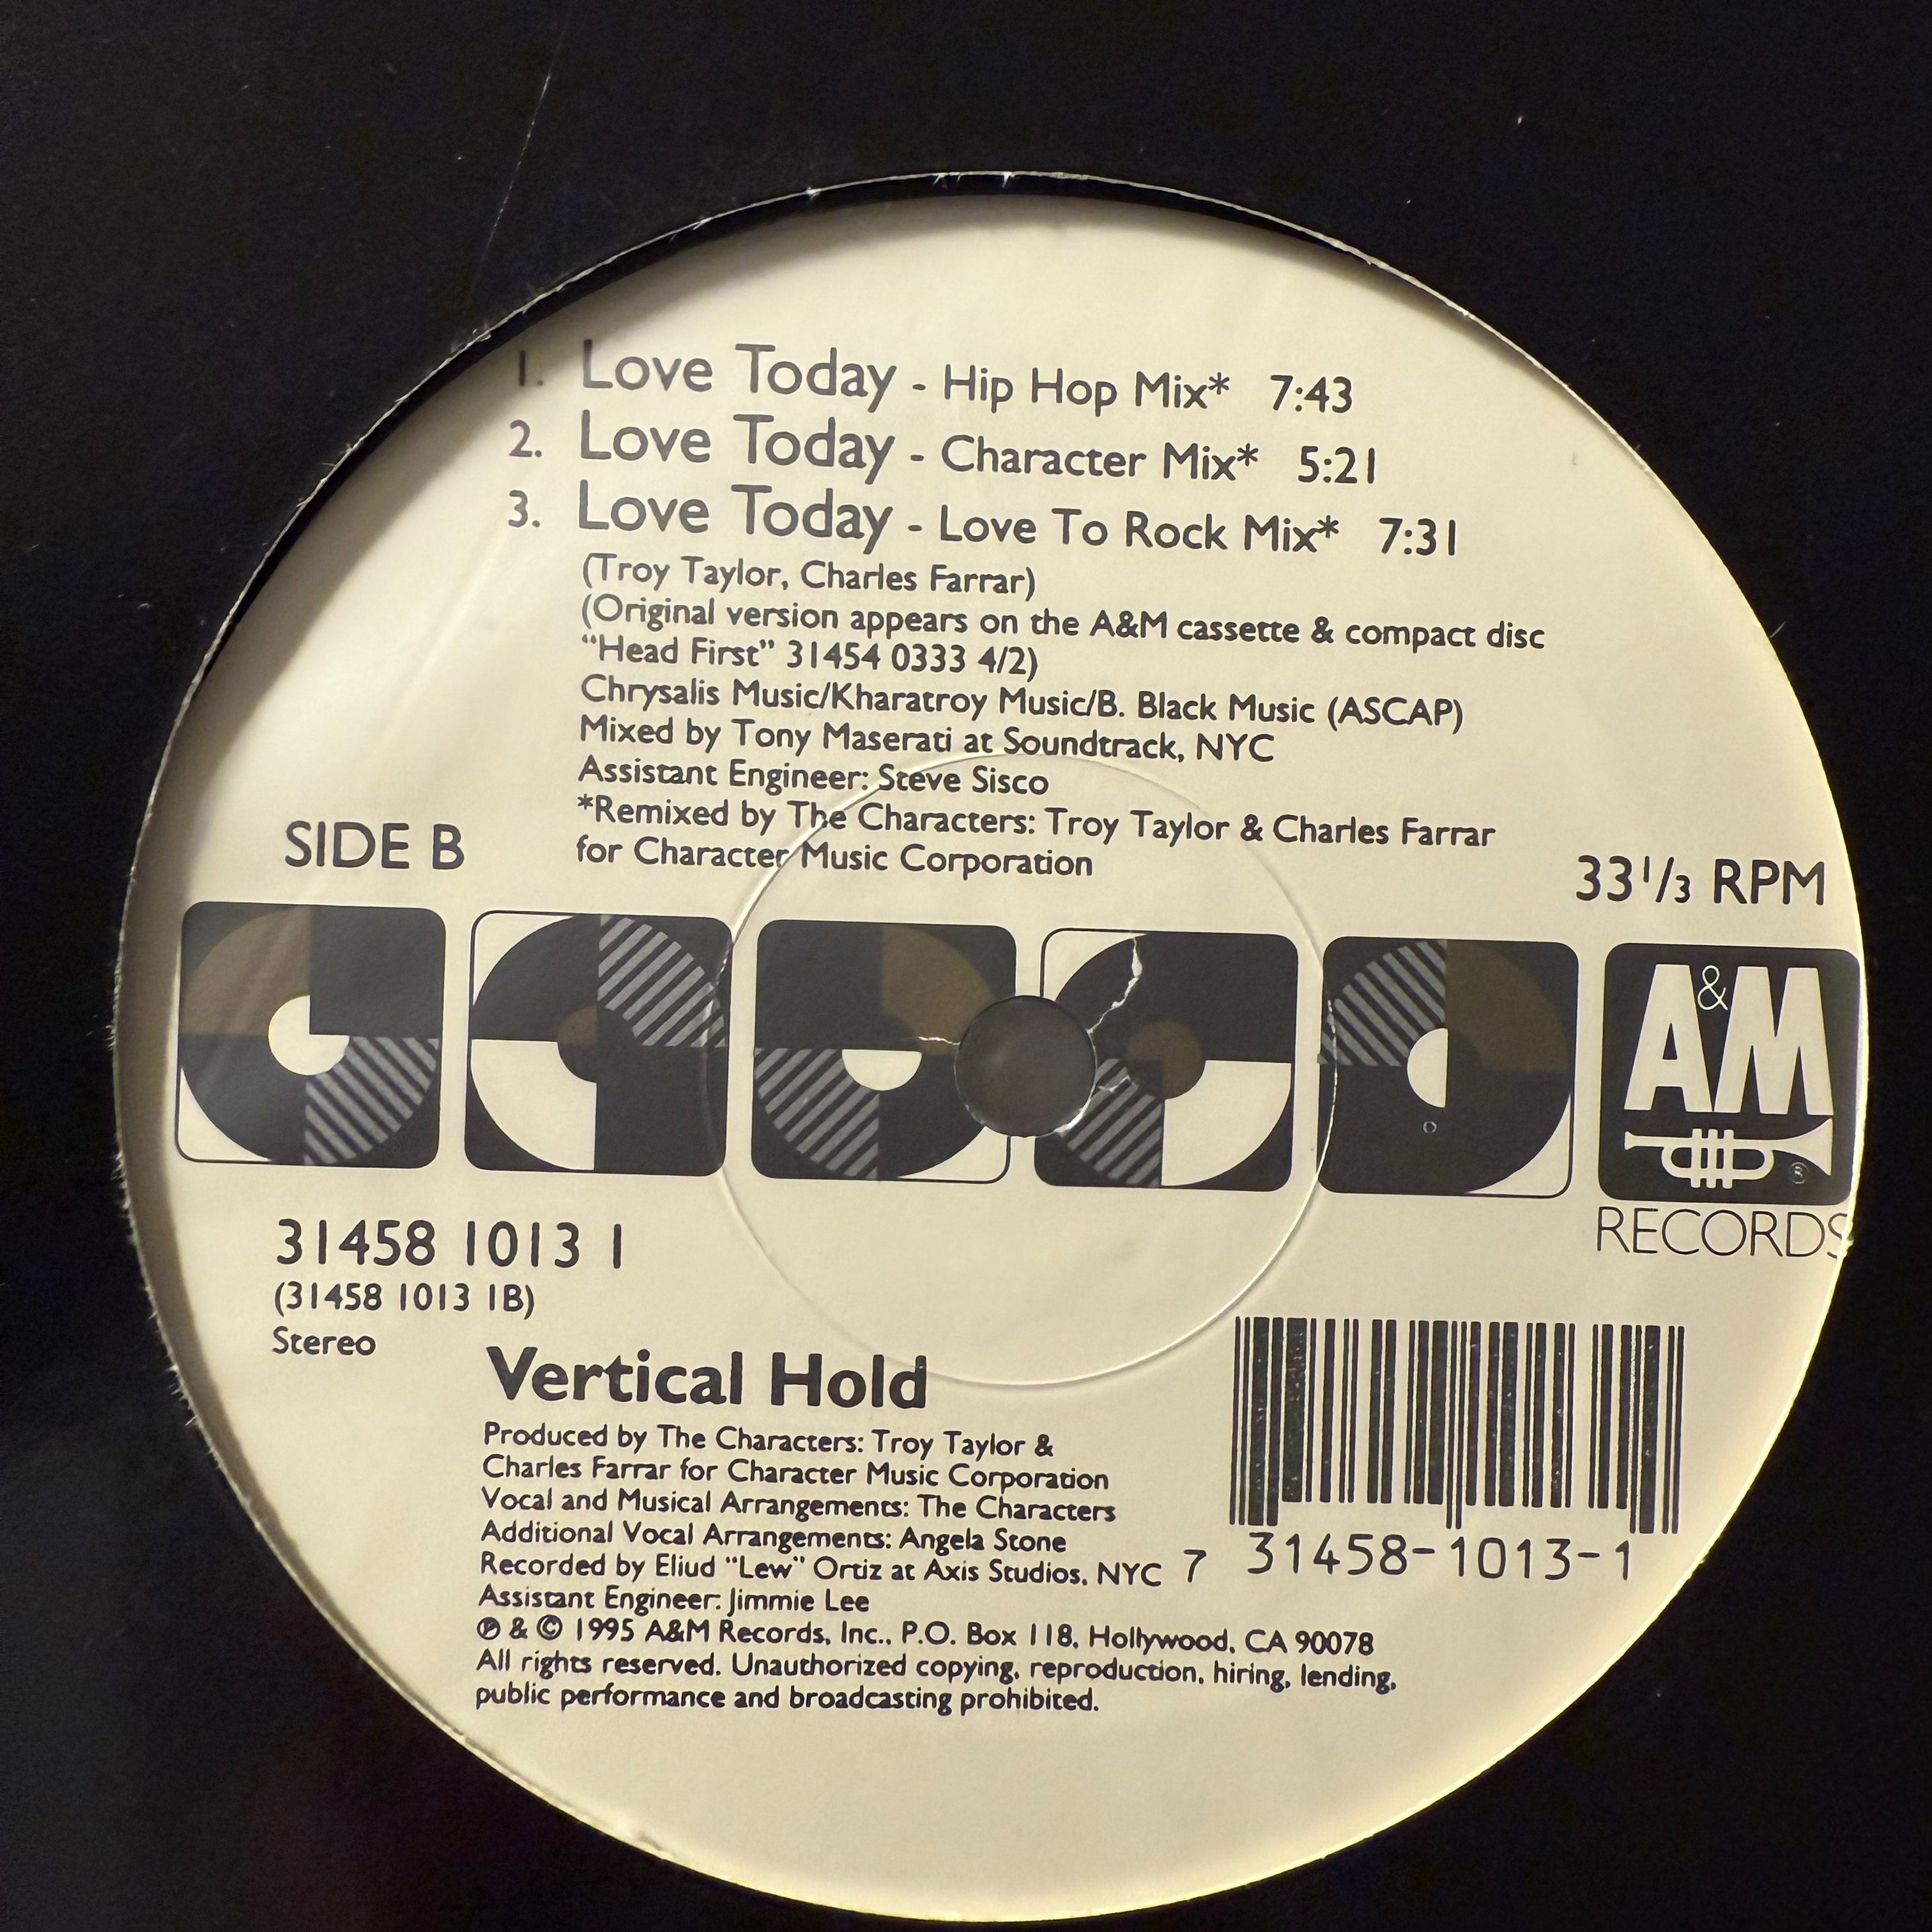 1. Love Today - Hip Hop Mix* 7:43
2. Love Today - Character Mix* 5:21
3. Love Today - Love To Rock Mix* 7:31
(Troy Taylor, Charles Farrar)
(Original version appears on the A&M cassette & compact disc
“Head First” 31454 0333 4/2)
Chrysalis Music/Kharatroy Music/B. Black Music (ASCAP)
Mixed by Tony Maserati at Soundtrack, NYC
Assistant Engineer: Steve Sisco
*Remixed by The Characters: Troy Taylor & Charles Farrar
for Character Music Corporation
SIDE B
33 1/3 RPM
A&M
®
RECORDS
31458 1013 1
(31458 1013 1B)
Stereo
Vertical Hold
Produced by The Characters: Troy Taylor &
Charles Farrar for Character Music Corporation
Vocal and Musical Arrangements: The Characters
Additional Vocal Arrangements: Angela Stone
Recorded by Eliud "Lew" Ortiz at Axis Studios, NYC
Assistant Engineer: Jimmie Lee
℗ & © 1995 A&M Records, Inc., P.O. Box 118, Hollywood, CA 90078
All rights reserved. Unauthorized copying, reproduction, hiring, lending,
public performance and broadcasting prohibited.
7 31458-1013-1